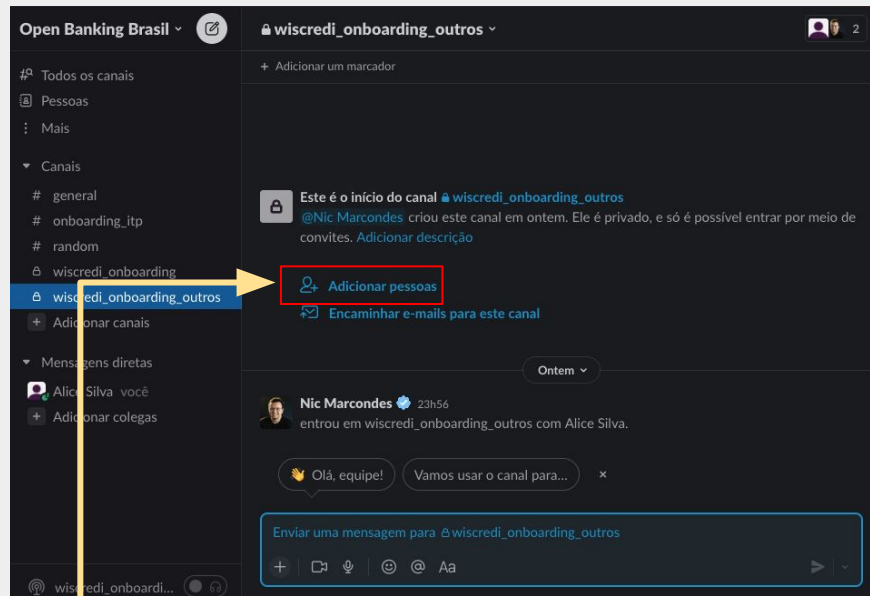 Open Banking Brasil
wiscredi_onboarding_outros
2
Adicionar um marcador
Todos os canais
Pessoas
Mais
Canais
# general
# onboarding_itp
# random
wiscredi_onboarding
wiscredi_onboarding_outros
+ Adicionar canais
Mensagens diretas
Alice Silva você
+ Adicionar colegas
wiscredi_onboardi...
Este é o início do canal wiscredi_onboarding_outros
@Nic Marcondes criou este canal em ontem. Ele é privado, e só é possível entrar por meio de
convites. Adicionar descrição
Adicionar pessoas
Encaminhar e-mails para este canal
Ontem
Nic Marcondes 23h56
entrou em wiscredi_onboarding_outros com Alice Silva.
Olá, equipe! Vamos usar o canal para... ×
Enviar uma mensagem para wiscredi_onboarding_outros
+ @ Aa